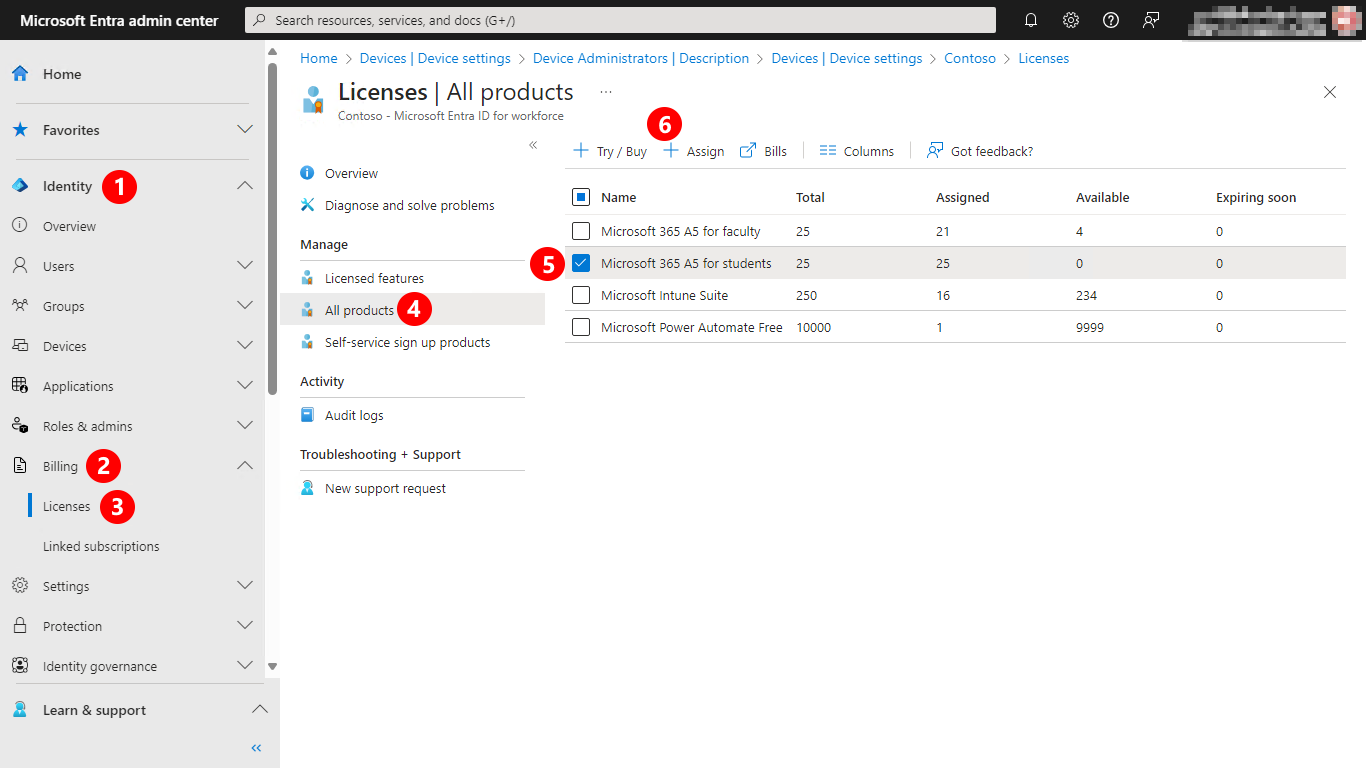 Microsoft Entra admin center
Search resources, services, and docs (G+/)
Home
Favorites
Identity 1
Overview
Users
Groups
Devices
Applications
Roles & admins
Billing 2
Licenses 3
Linked subscriptions
Settings
Protection
Identity governance
Learn & support
Home > Devices | Device settings > Device Administrators | Description > Devices | Device settings > Contoso > Licenses
Licenses | All products ...
Contoso - Microsoft Entra ID for workforce
Overview
Diagnose and solve problems
Manage
Licensed features
All products 4
Self-service sign up products
Activity
Audit logs
Troubleshooting + Support
New support request
6
Try / Buy Assign Bills Columns Got feedback?
Name Total Assigned Available Expiring soon
Microsoft 365 A5 for faculty 25 21 4 0
5 Microsoft 365 A5 for students 25 25 0 0
Microsoft Intune Suite 250 16 234 0
Microsoft Power Automate Free 10000 1 9999 0